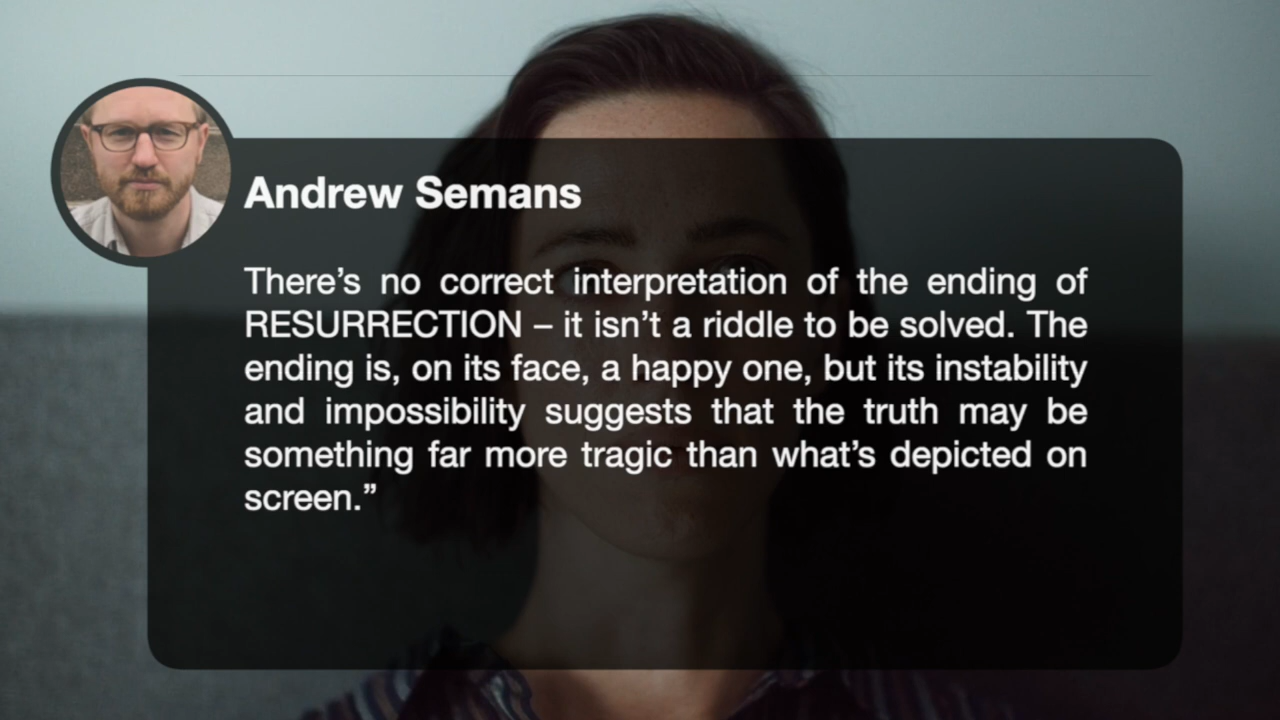 Andrew Semans
There’s no correct interpretation of the ending of
RESURRECTION – it isn’t a riddle to be solved. The
ending is, on its face, a happy one, but its instability
and impossibility suggests that the truth may be
something far more tragic than what’s depicted on
screen.”